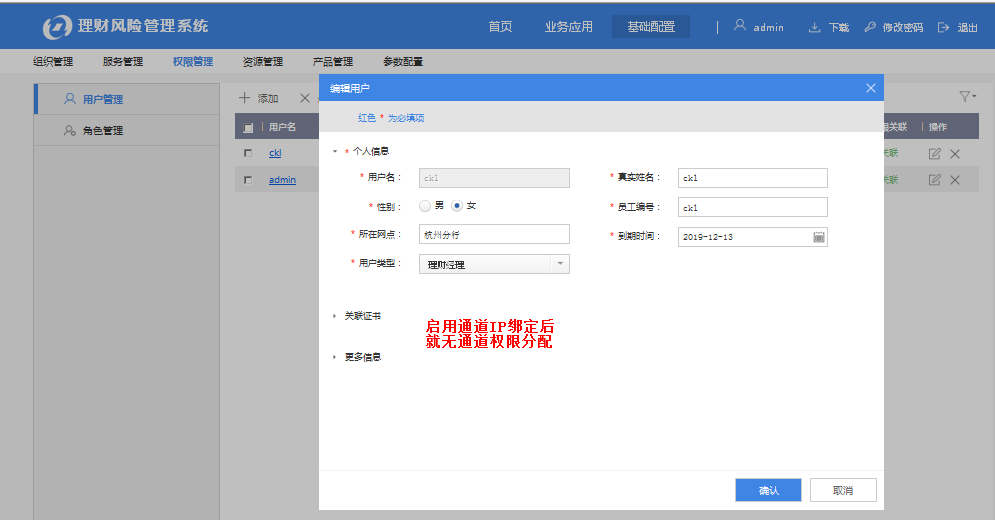 理财风险管理系统
首页 业务应用 基础配置 admin 下载 修改密码 退出
组织管理 服务管理 权限管理 资源管理 产品管理 参数配置
用户管理
角色管理
添加
用户名 关联 操作
ckl 关联
admin 关联
编辑用户
红色 * 为必填项
* 个人信息
* 用户名： ckl * 真实姓名： ckl
* 性别： 男 女 * 员工编号： ckl
* 所在网点： 杭州分行 * 到期时间： 2019-12-13
* 用户类型： 理财经理
关联证书
启用通道IP绑定后
就无通道权限分配
更多信息
确认 取消